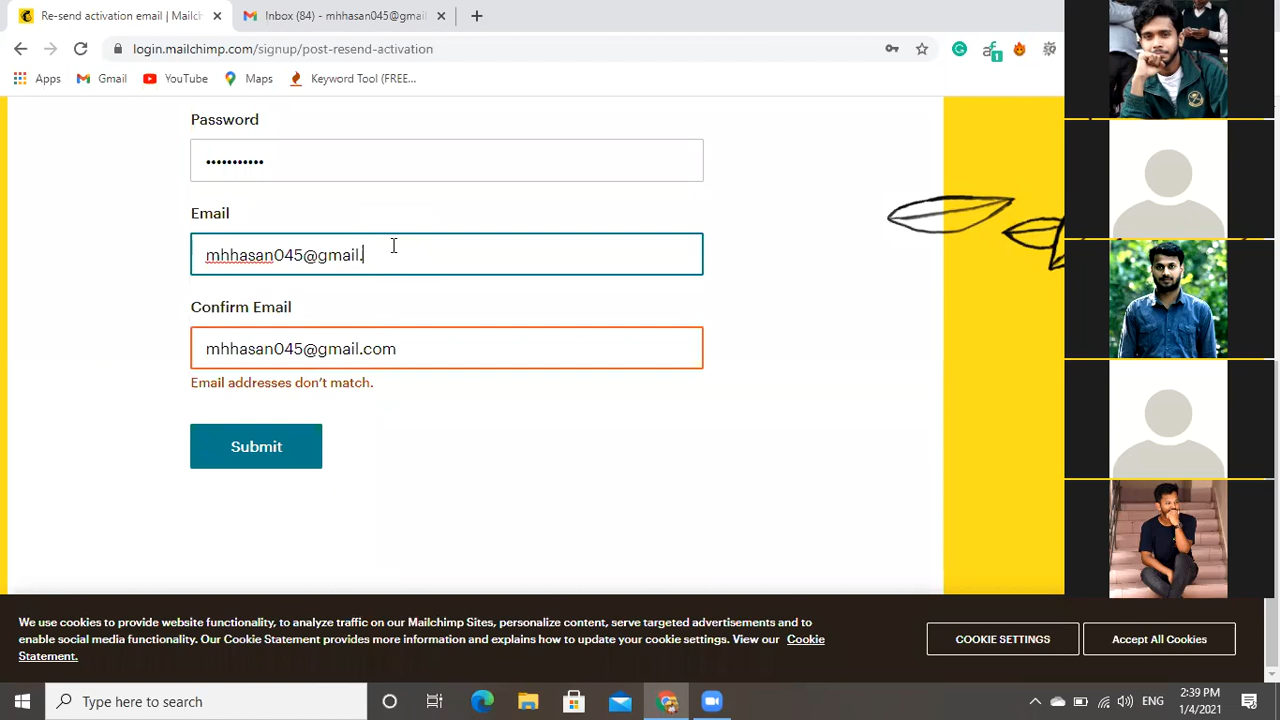 Re-send activation email | Mailch
Inbox (84) - mhhasan045@gmail
login.mailchimp.com/signup/post-resend-activation
1
Apps
Gmail
YouTube
Maps
Keyword Tool (FREE...
Password
•••••••••••
Email
mhhasan045@gmail.
Confirm Email
mhhasan045@gmail.com
Email addresses don't match.
Submit
We use cookies to provide website functionality, to analyze traffic on our Mailchimp Sites, personalize content, serve targeted advertisements and to
enable social media functionality. Our Cookie Statement provides more information and explains how to update your cookie settings. View our Cookie
Statement.
COOKIE SETTINGS
Accept All Cookies
Type here to search
ENG
2:39 PM
1/4/2021